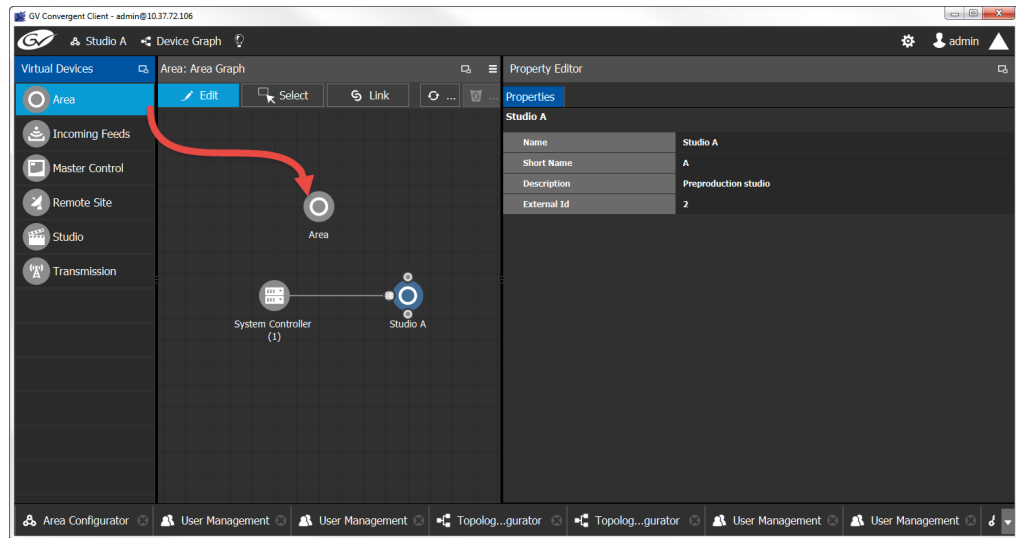 GV Convergent Client - admin@10.37.72.106
GV Studio A Device Graph admin
Virtual Devices
Area
Incoming Feeds
Master Control
Remote Site
Studio
Transmission
Area: Area Graph
Edit Select Link ... ...
Area
System Controller
(1)
Studio A
Property Editor
Properties
Studio A
Name Studio A
Short Name A
Description Preproduction studio
External Id 2
Area Configurator User Management User Management Topolog...gurator Topolog...gurator User Management User Management